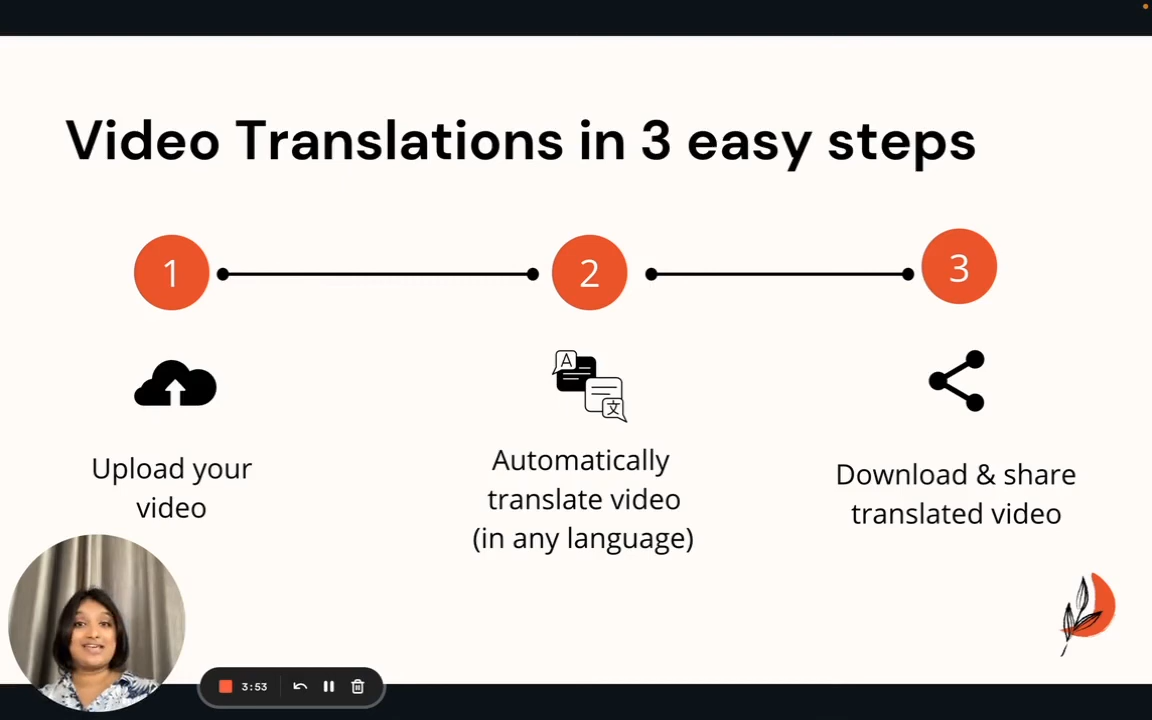 Video Translations in 3 easy steps
1
2
3
A
文
Upload your
video
Automatically
translate video
(in any language)
Download & share
translated video
3:53